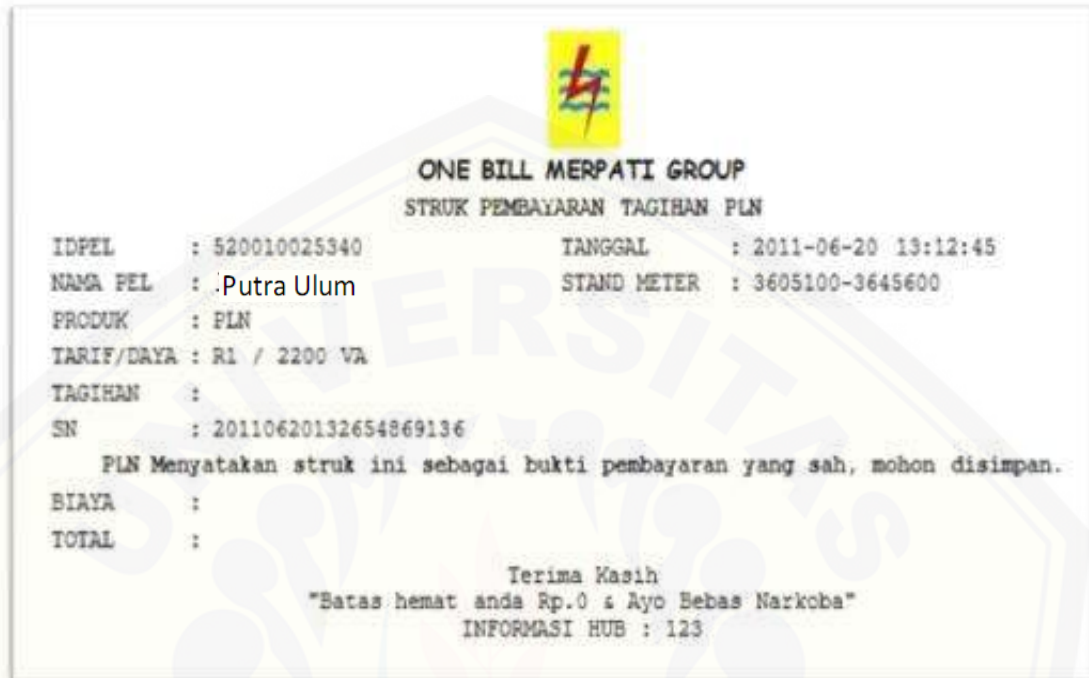 ONE BILL MERPATI GROUP
STRUK PEMBAYARAN TAGIHAN PLN
IDPEL : 520010025340 TANGGAL : 2011-06-20 13:12:45
NAMA PEL : Putra Ulum STAND METER : 3605100-3645600
PRODUK : PLN
TARIF/DAYA : R1 / 2200 VA
TAGIHAN :
SN : 20110620132654869136
PLN Menyatakan struk ini sebagai bukti pembayaran yang sah, mohon disimpan.
BIAYA :
TOTAL :
Terima Kasih
"Batas hemat anda Rp.0 & Ayo Bebas Narkoba"
INFORMASI HUB : 123
UNIVERSITAS